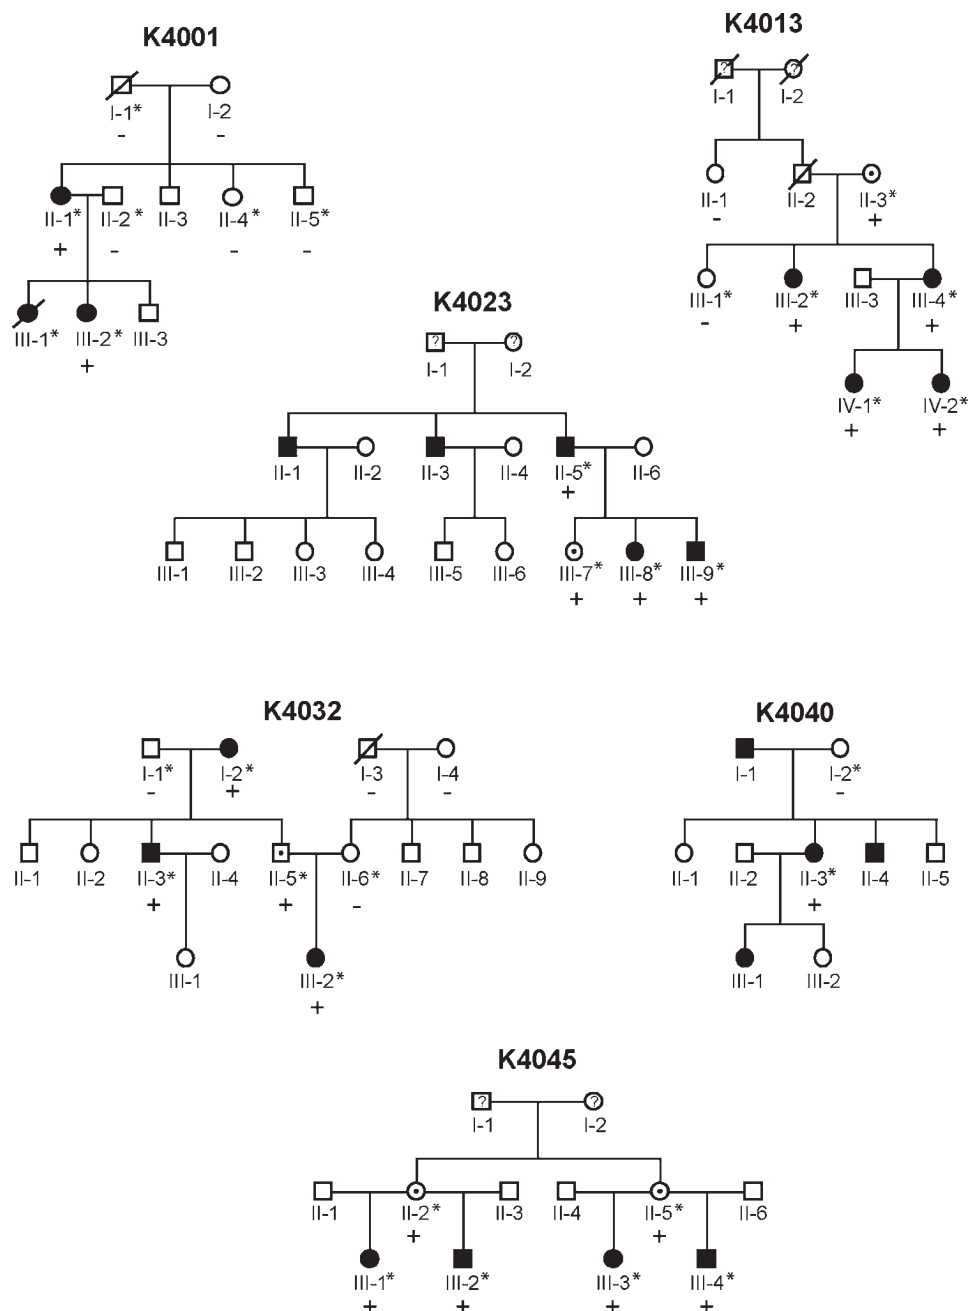 K4001
I-1* I-2
- -
II-1* II-2* II-3 II-4* II-5*
+ - - -
III-1* III-2* III-3
+
K4013
? ?
I-1 I-2
II-1 II-2 II-3*
- +
III-1* III-2* III-3 III-4*
- + +
IV-1* IV-2*
+ +
K4023
? ?
I-1 I-2
II-1 II-2 II-3 II-4 II-5* II-6
+
III-1 III-2 III-3 III-4 III-5 III-6 III-7* III-8* III-9*
+ + +
K4032
I-1* I-2* I-3 I-4
- + - -
II-1 II-2 II-3* II-4 II-5* II-6* II-7 II-8 II-9
+ + -
III-1 III-2*
+
K4040
I-1 I-2*
-
II-1 II-2 II-3* II-4 II-5
+
III-1 III-2
K4045
? ?
I-1 I-2
II-1 II-2* II-3 II-4 II-5* II-6
+ +
III-1* III-2* III-3* III-4*
+ + + +